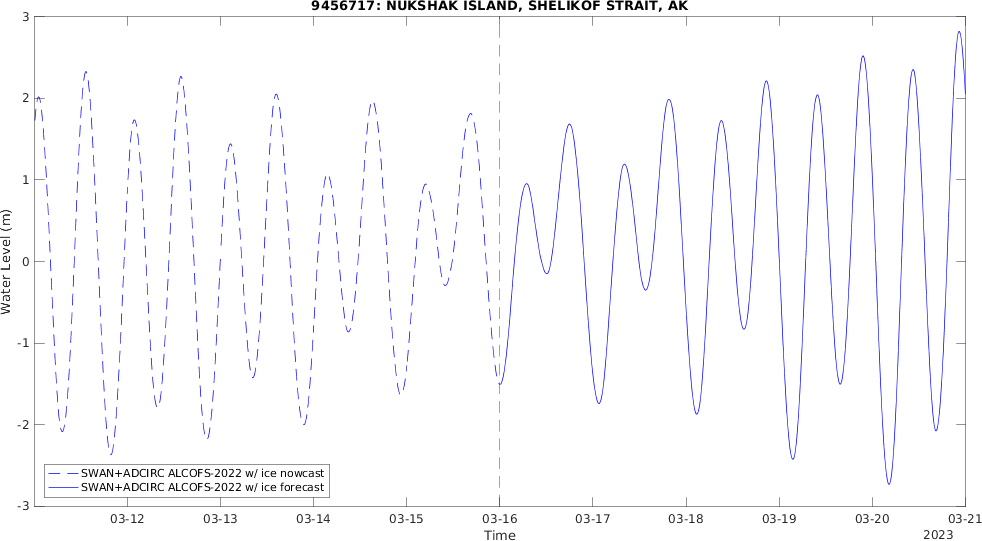 9456717: NUKSHAK ISLAND, SHELIKOF STRAIT, AK
3
2
1
0
-1
-2
-3
Water Level (m)
SWAN+ADCIRC ALCOFS-2022 w/ ice nowcast
SWAN+ADCIRC ALCOFS-2022 w/ ice forecast
03-12 03-13 03-14 03-15 03-16 03-17 03-18 03-19 03-20 03-21
Time
2023